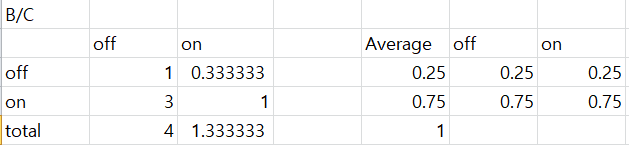 B/C
off on Average off on
off 1 0.333333 0.25 0.25 0.25
on 3 1 0.75 0.75 0.75
total 4 1.333333 1